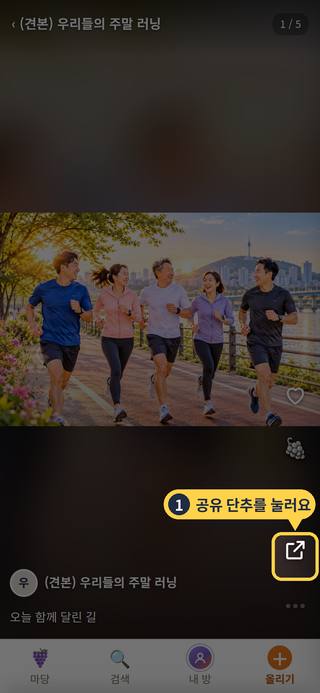 ‹ (견본) 우리들의 주말 러닝
1 / 5
1 공유 단추를 눌러요
우 (견본) 우리들의 주말 러닝
오늘 함께 달린 길
마당 검색 내 방 올리기